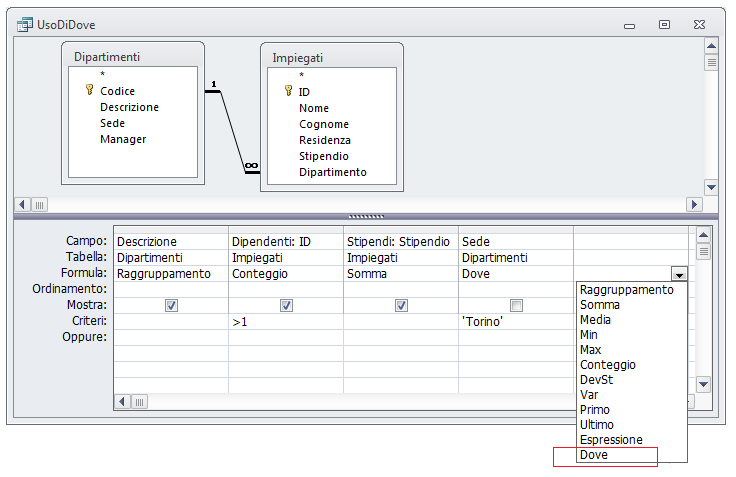 UsoDiDove
Dipartimenti
*
Codice
Descrizione
Sede
Manager
1
∞
Impiegati
*
ID
Nome
Cognome
Residenza
Stipendio
Dipartimento
Campo: Descrizione Dipendenti: ID Stipendi: Stipendio Sede
Tabella: Dipartimenti Impiegati Impiegati Dipartimenti
Formula: Raggruppamento Conteggio Somma Dove
Ordinamento:
Mostra:
Criteri: >1 'Torino'
Oppure:
Raggruppamento
Somma
Media
Min
Max
Conteggio
DevSt
Var
Primo
Ultimo
Espressione
Dove